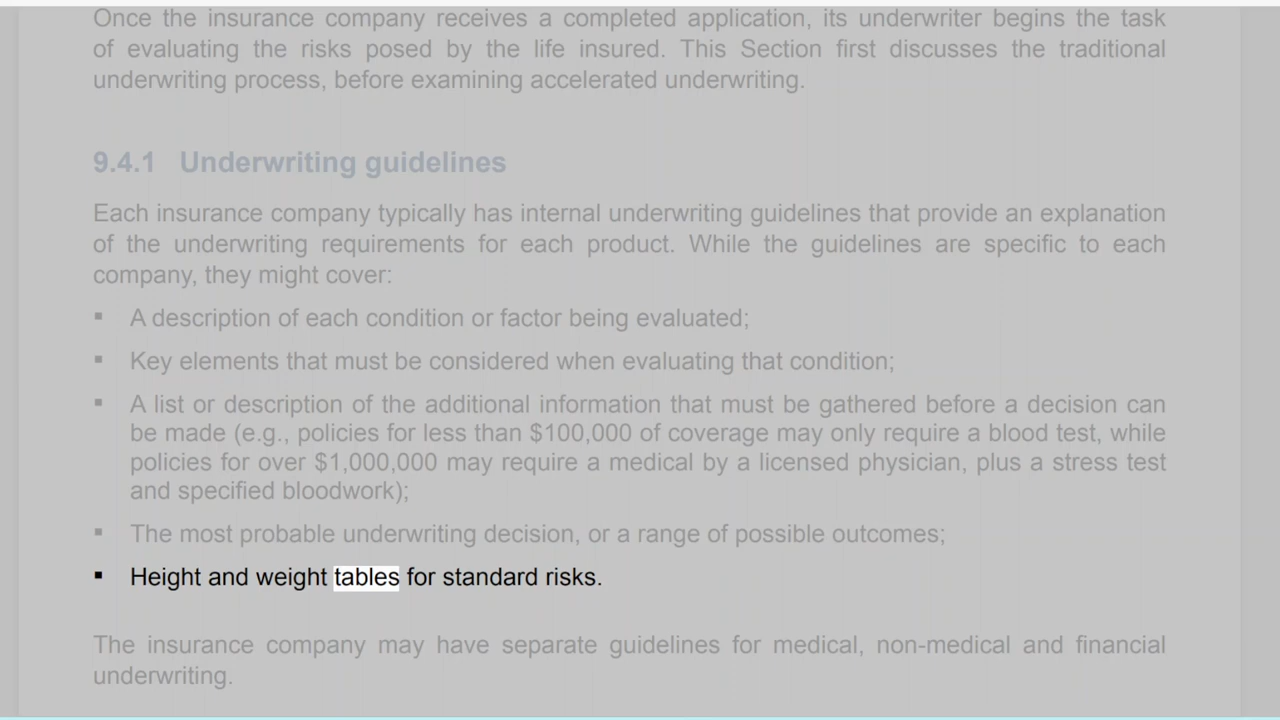 Once the insurance company receives a completed application, its underwriter begins the task
of evaluating the risks posed by the life insured. This Section first discusses the traditional
underwriting process, before examining accelerated underwriting.
9.4.1 Underwriting guidelines
Each insurance company typically has internal underwriting guidelines that provide an explanation
of the underwriting requirements for each product. While the guidelines are specific to each
company, they might cover:
▪ A description of each condition or factor being evaluated;
▪ Key elements that must be considered when evaluating that condition;
▪ A list or description of the additional information that must be gathered before a decision can
be made (e.g., policies for less than $100,000 of coverage may only require a blood test, while
policies for over $1,000,000 may require a medical by a licensed physician, plus a stress test
and specified bloodwork);
▪ The most probable underwriting decision, or a range of possible outcomes;
▪ Height and weight tables for standard risks.
The insurance company may have separate guidelines for medical, non-medical and financial
underwriting.